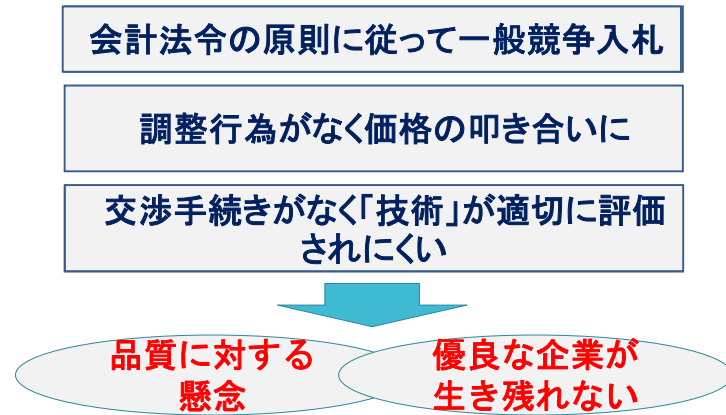 会計法令の原則に従って一般競争入札
調整行為がなく価格の叩き合いに
交渉手続きがなく「技術」が適切に評価
されにくい
品質に対する
懸念
優良な企業が
生き残れない